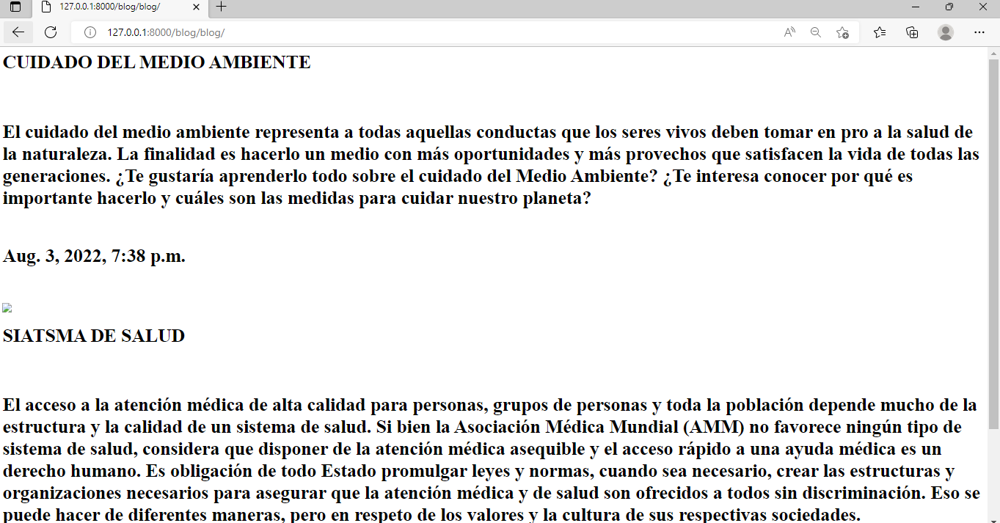 127.0.0.1:8000/blog/blog/
127.0.0.1:8000/blog/blog/
CUIDADO DEL MEDIO AMBIENTE
El cuidado del medio ambiente representa a todas aquellas conductas que los seres vivos deben tomar en pro a la salud de
la naturaleza. La finalidad es hacerlo un medio con más oportunidades y más provechos que satisfacen la vida de todas las
generaciones. ¿Te gustaría aprenderlo todo sobre el cuidado del Medio Ambiente? ¿Te interesa conocer por qué es
importante hacerlo y cuáles son las medidas para cuidar nuestro planeta?
Aug. 3, 2022, 7:38 p.m.
SIATSMA DE SALUD
El acceso a la atención médica de alta calidad para personas, grupos de personas y toda la población depende mucho de la
estructura y la calidad de un sistema de salud. Si bien la Asociación Médica Mundial (AMM) no favorece ningún tipo de
sistema de salud, considera que disponer de la atención médica asequible y el acceso rápido a una ayuda médica es un
derecho humano. Es obligación de todo Estado promulgar leyes y normas, cuando sea necesario, crear las estructuras y
organizaciones necesarios para asegurar que la atención médica y de salud son ofrecidos a todos sin discriminación. Eso se
puede hacer de diferentes maneras, pero en respeto de los valores y la cultura de sus respectivas sociedades.